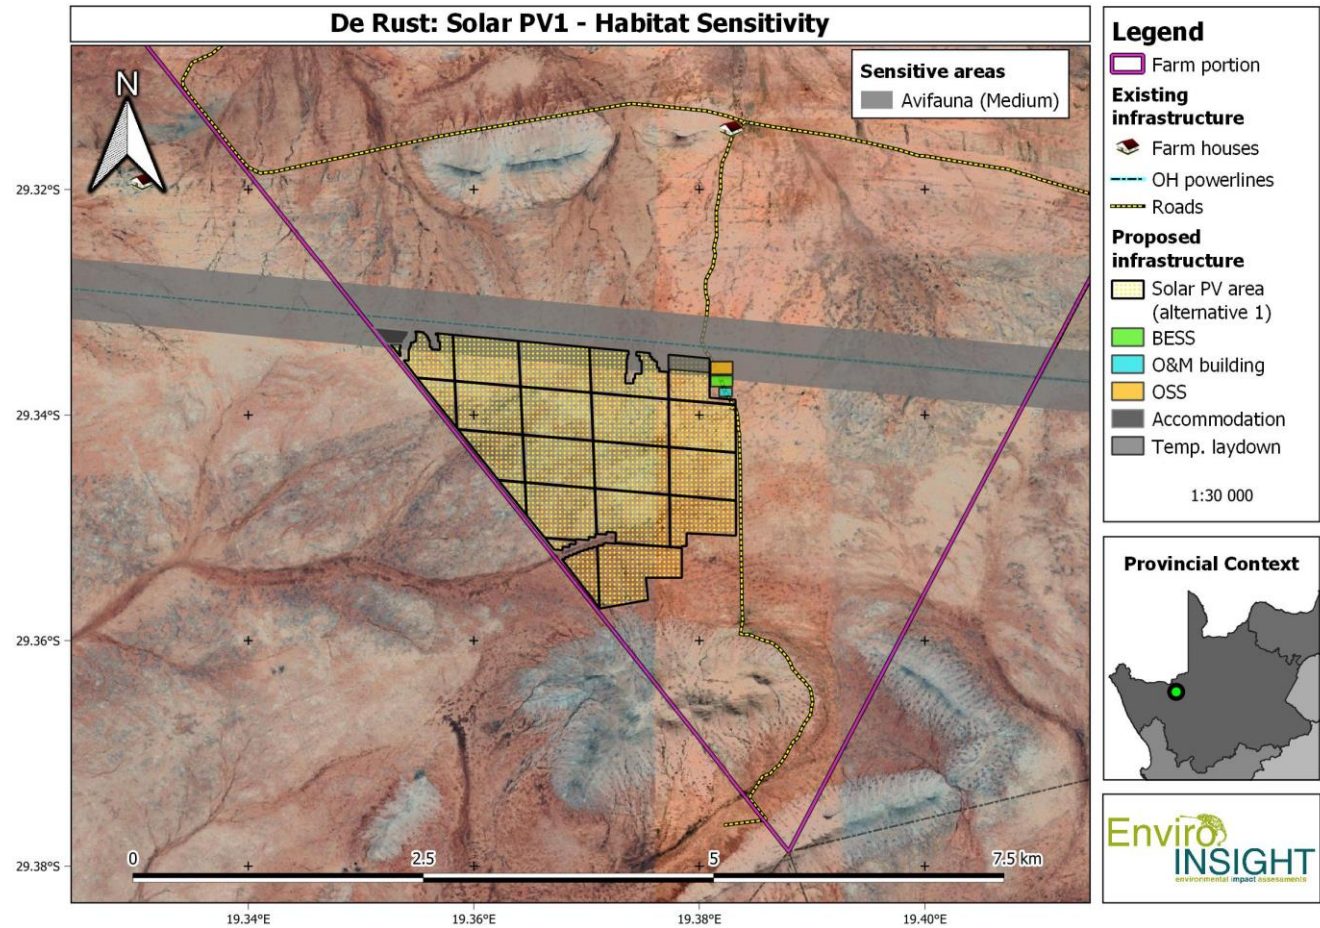 De Rust: Solar PV1 - Habitat Sensitivity
N
Sensitive areas
Avifauna (Medium)
29.32°S
29.34°S
29.36°S
29.38°S
0
2.5
5
7.5 km
19.34°E
19.36°E
19.38°E
19.40°E
Legend
Farm portion
Existing
infrastructure
Farm houses
OH powerlines
Roads
Proposed
infrastructure
Solar PV area
(alternative 1)
BESS
O&M building
OSS
Accommodation
Temp. laydown
1:30 000
Provincial Context
Enviro
INSIGHT
environmental impact assessments